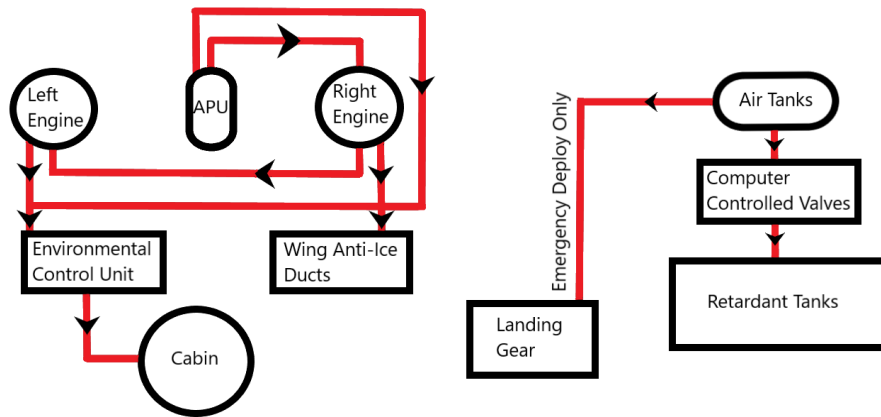 Left
Engine
APU
Right
Engine
Environmental
Control Unit
Wing Anti-Ice
Ducts
Cabin
Air Tanks
Emergency Deploy Only
Computer
Controlled Valves
Retardant Tanks
Landing
Gear